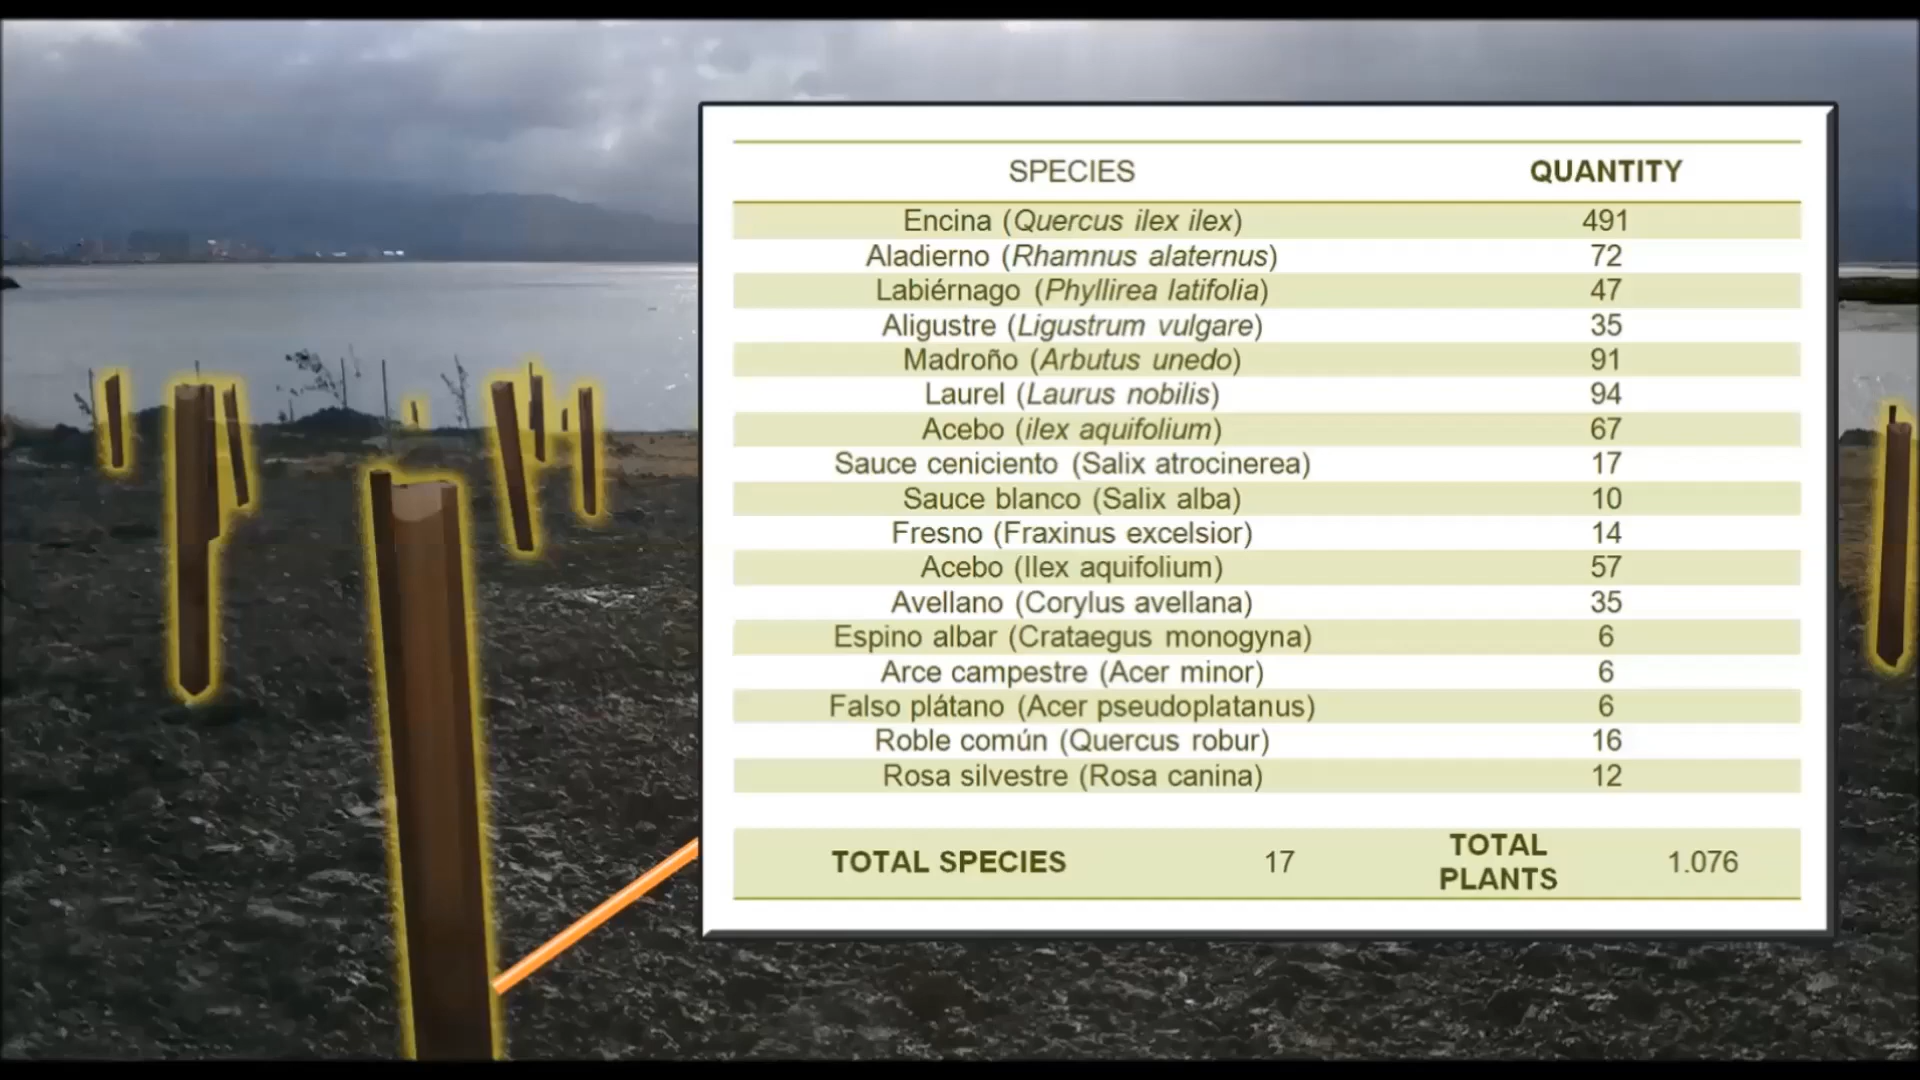 SPECIES QUANTITY
Encina (Quercus ilex ilex) 491
Aladierno (Rhamnus alaternus) 72
Labiérnago (Phyllirea latifolia) 47
Aligustre (Ligustrum vulgare) 35
Madroño (Arbutus unedo) 91
Laurel (Laurus nobilis) 94
Acebo (ilex aquifolium) 67
Sauce ceniciento (Salix atrocinerea) 17
Sauce blanco (Salix alba) 10
Fresno (Fraxinus excelsior) 14
Acebo (Ilex aquifolium) 57
Avellano (Corylus avellana) 35
Espino albar (Crataegus monogyna) 6
Arce campestre (Acer minor) 6
Falso plátano (Acer pseudoplatanus) 6
Roble común (Quercus robur) 16
Rosa silvestre (Rosa canina) 12
TOTAL SPECIES 17 TOTAL PLANTS 1.076